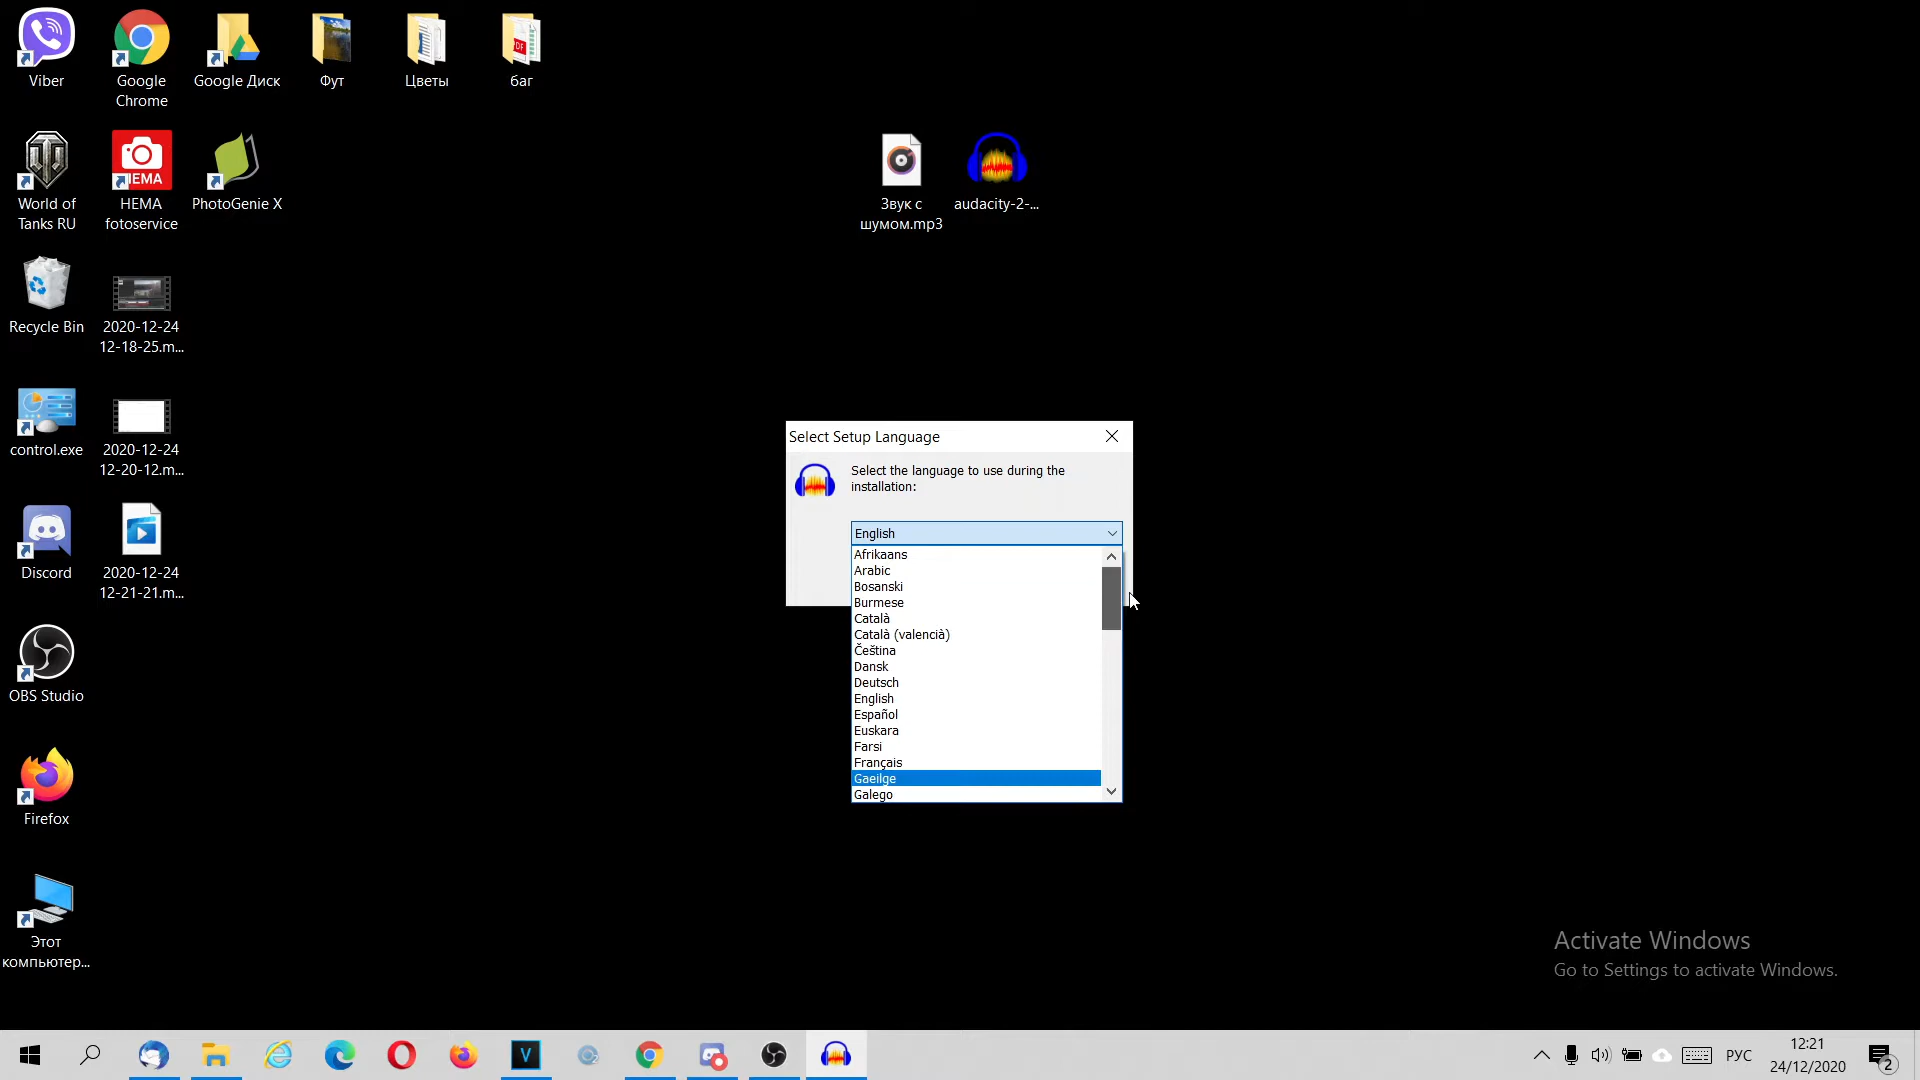 Viber
Google
Chrome
Google Диск
Фут
Цветы
PDF
баг
World of
Tanks RU
HEMA
HEMA
fotoservice
PhotoGenie X
Звук с
шумом.mp3
audacity-2-...
Recycle Bin
2020-12-24
12-18-25.m...
control.exe
2020-12-24
12-20-12.m...
Discord
2020-12-24
12-21-21.m...
OBS Studio
Firefox
Этот
компьютер...
Select Setup Language
Select the language to use during the
installation:
English
Afrikaans
Arabic
Bosanski
Burmese
Català
Català (valencià)
Čeština
Dansk
Deutsch
English
Español
Euskara
Farsi
Français
Gaeilge
Galego
Activate Windows
Go to Settings to activate Windows.
V
РУС
12:21
24/12/2020
2